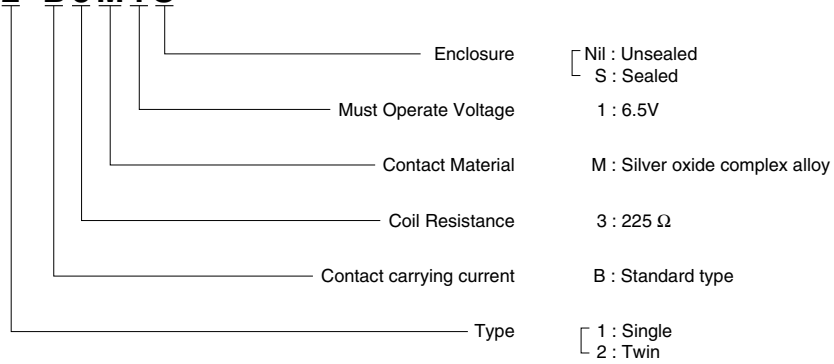 Enclosure Nil : Unsealed
S : Sealed
Must Operate Voltage 1 : 6.5V
Contact Material M : Silver oxide complex alloy
Coil Resistance 3 : 225 Ω
Contact carrying current B : Standard type
Type 1 : Single
2 : Twin